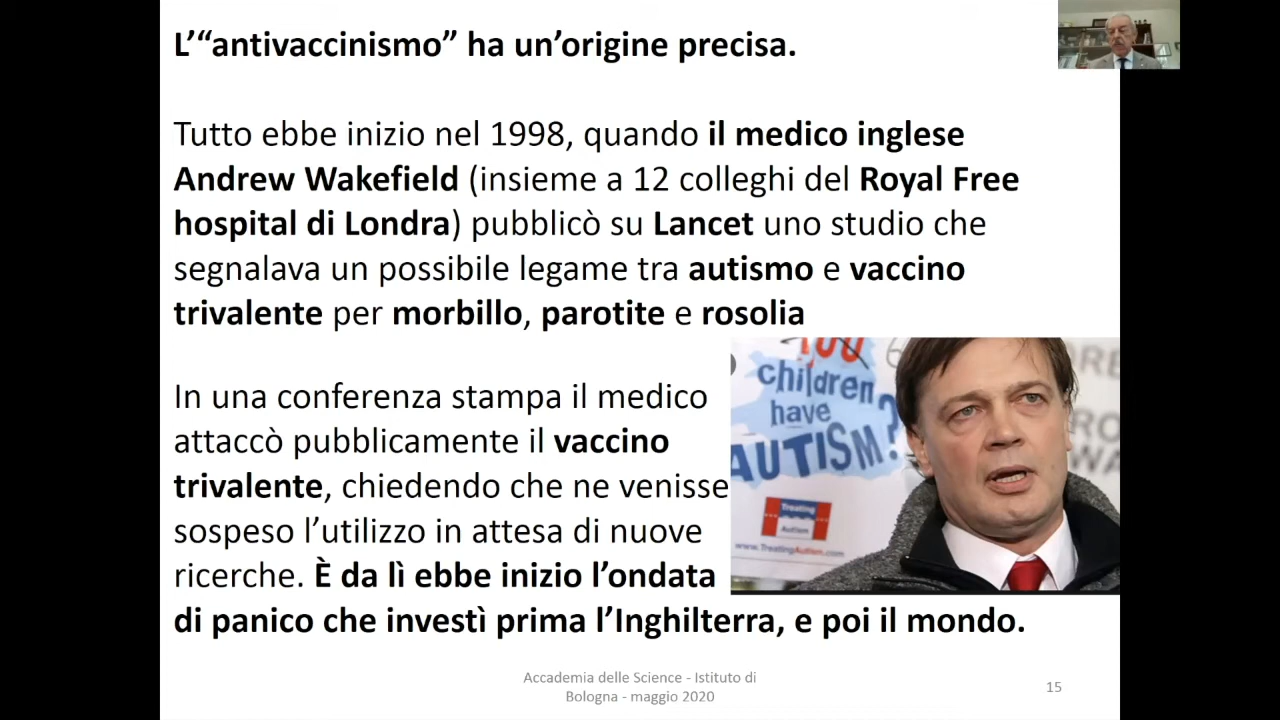 L’“antivaccinismo” ha un’origine precisa.
Tutto ebbe inizio nel 1998, quando il medico inglese
Andrew Wakefield (insieme a 12 colleghi del Royal Free
hospital di Londra) pubblicò su Lancet uno studio che
segnalava un possibile legame tra autismo e vaccino
trivalente per morbillo, parotite e rosolia
In una conferenza stampa il medico
attaccò pubblicamente il vaccino
trivalente, chiedendo che ne venisse
sospeso l’utilizzo in attesa di nuove
ricerche. È da lì ebbe inizio l’ondata
di panico che investì prima l’Inghilterra, e poi il mondo.
children
have
AUTISM?
Treating
Autism
www.TreatingAutism.com
Accademia delle Science - Istituto di
Bologna - maggio 2020
15